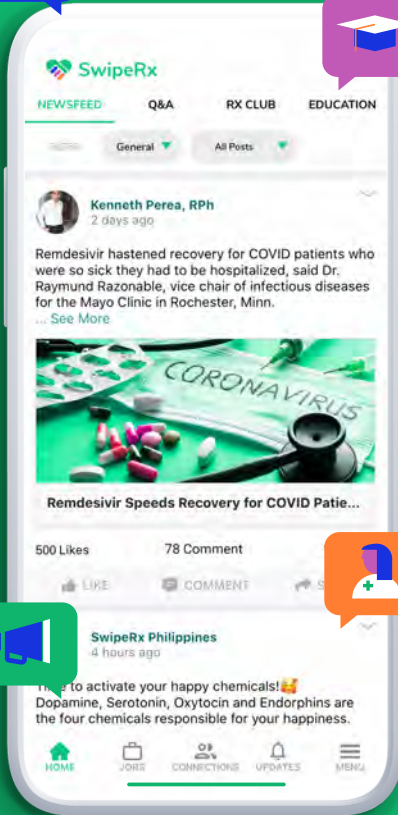 SwipeRx
NEWSFEED Q&A RX CLUB EDUCATION
General All Posts
Kenneth Perea, RPh
2 days ago
Remdesivir hastened recovery for COVID patients who
were so sick they had to be hospitalized, said Dr.
Raymund Razonable, vice chair of infectious diseases
for the Mayo Clinic in Rochester, Minn.
... See More
CORONAVIRUS
Remdesivir Speeds Recovery for COVID Patie...
500 Likes 78 Comment
LIKE COMMENT S
SwipeRx Philippines
4 hours ago
to activate your happy chemicals!🥰
Dopamine, Serotonin, Oxytocin and Endorphins are
the four chemicals responsible for your happiness.
HOME JOBS CONNECTIONS UPDATES MENU